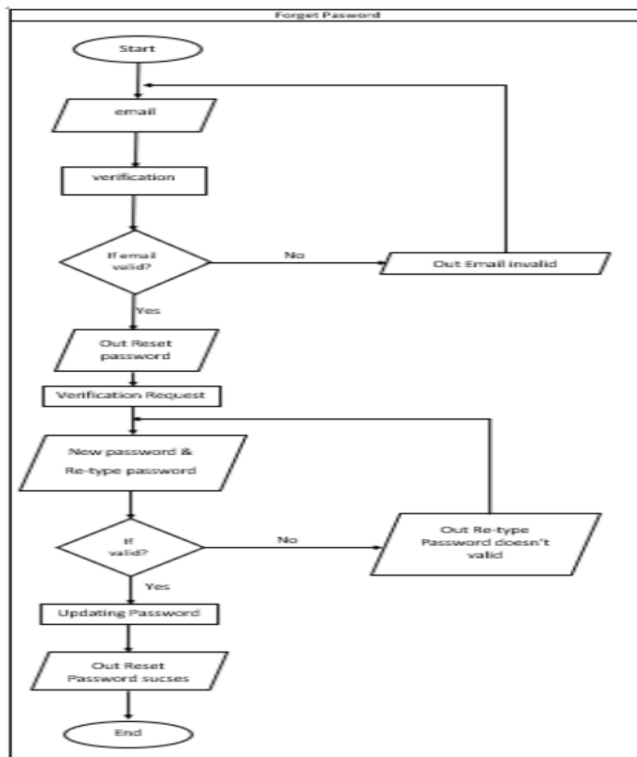 Forget Pasword
Start
email
verification
If email
valid?
No
Out Email invalid
Yes
Out Reset
password
Verification Request
New password &
Re-type password
If
valid?
No
Out Re-type
Password doesn't
valid
Yes
Updating Password
Out Reset
Password sucses
End